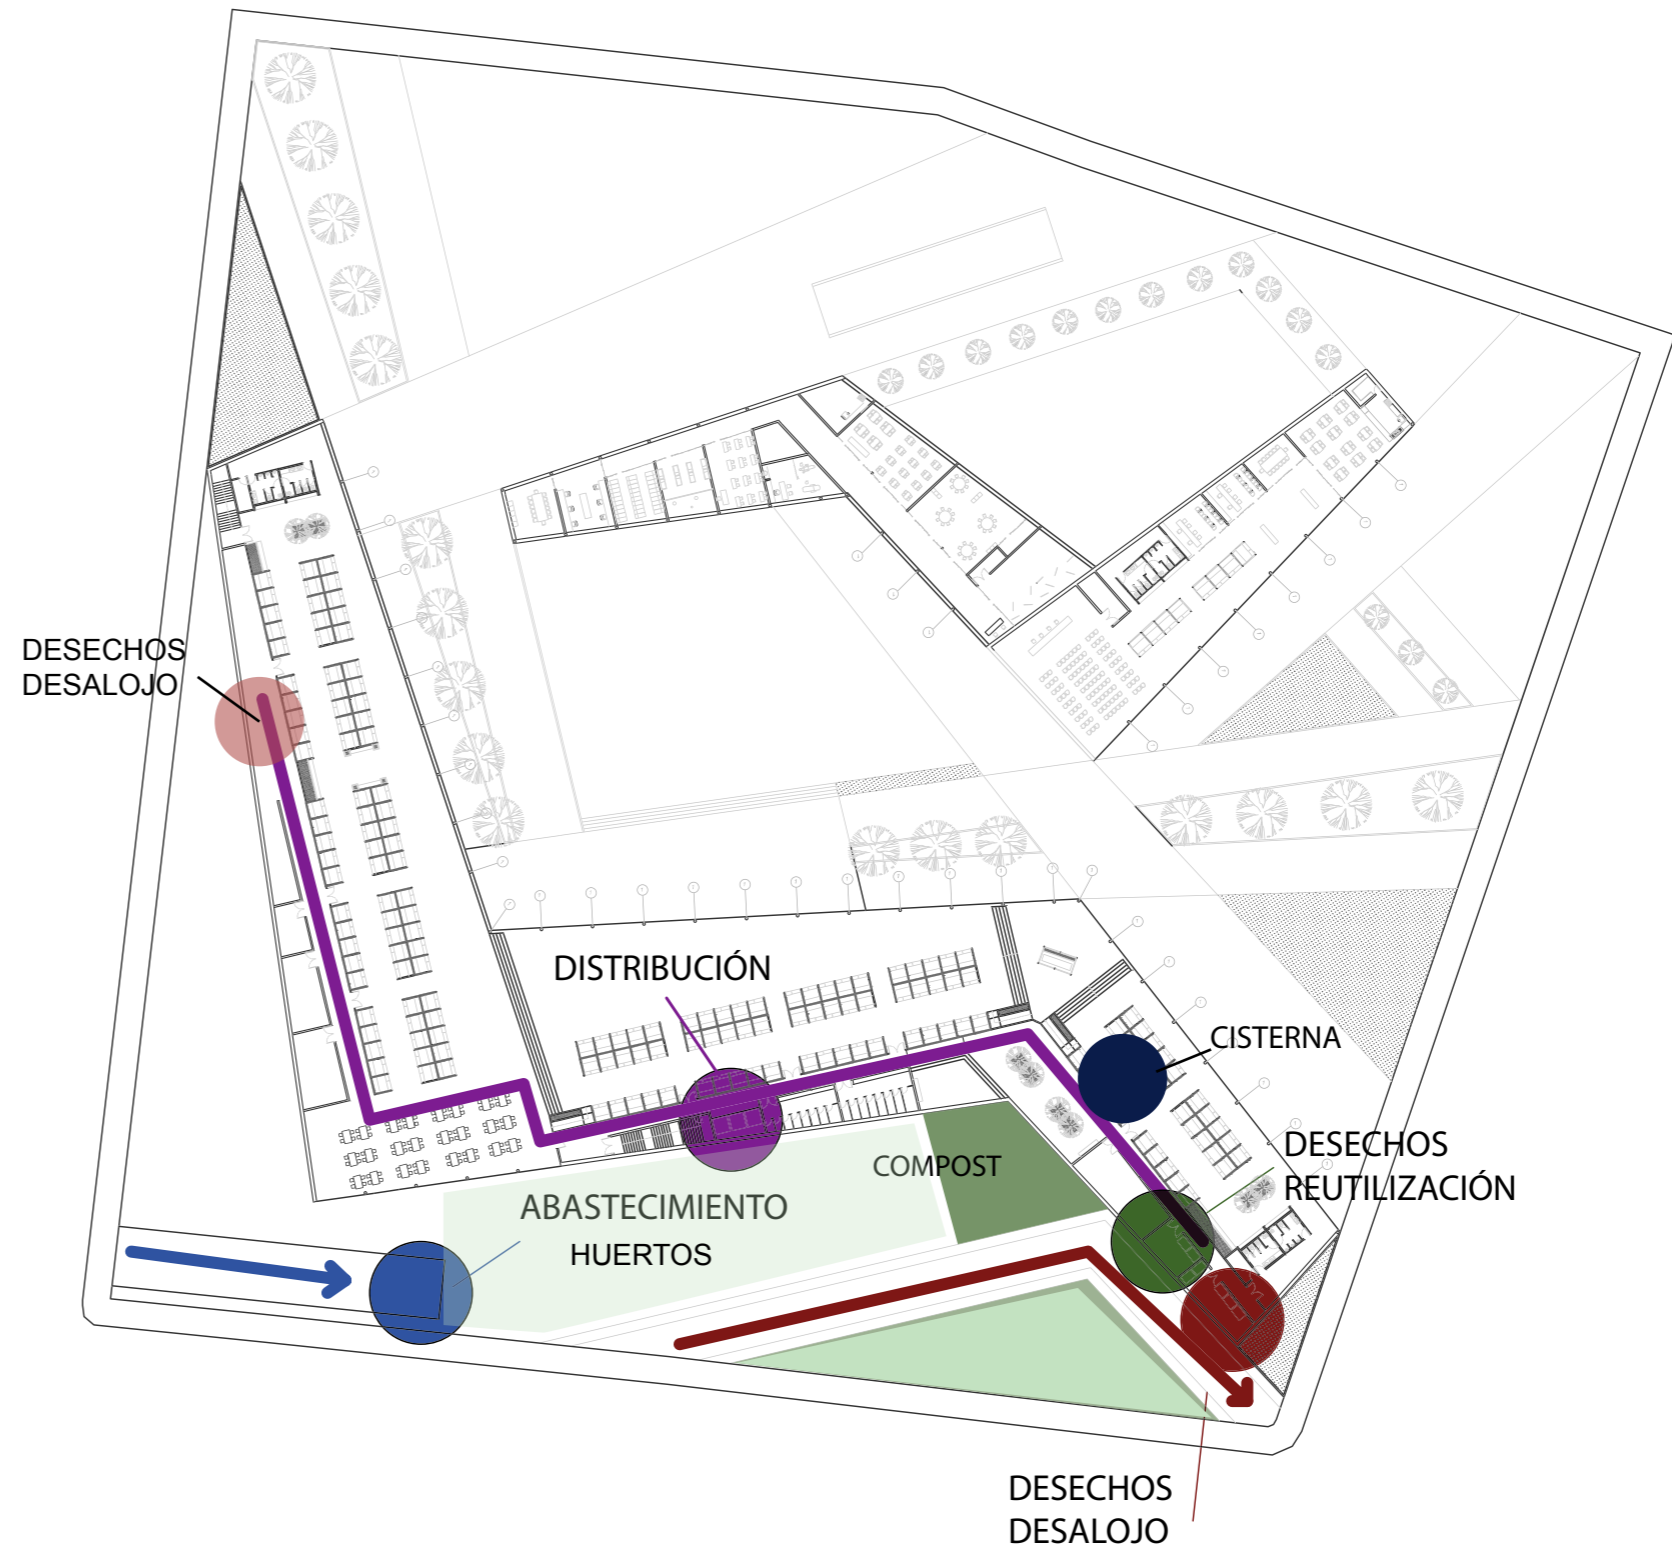 DESECHOS
DESALOJO
DISTRIBUCIÓN
CISTERNA
DESECHOS
REUTILIZACIÓN
COMPOST
ABASTECIMIENTO
HUERTOS
DESECHOS
DESALOJO